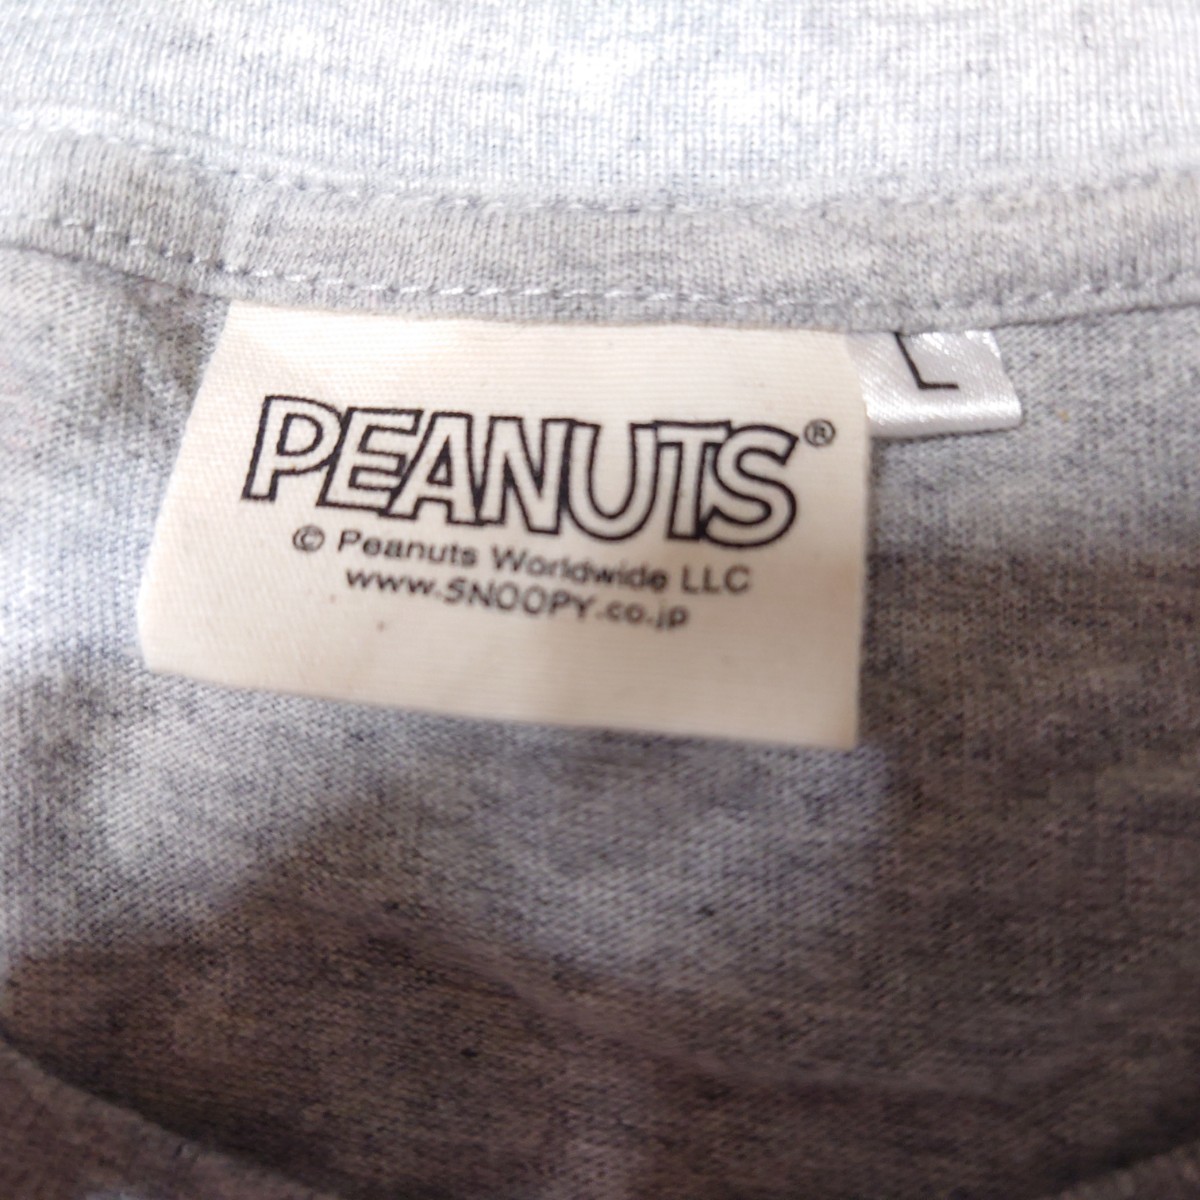 PEANUTS®
© Peanuts Worldwide LLC
www.SNOOPY.co.jp
L